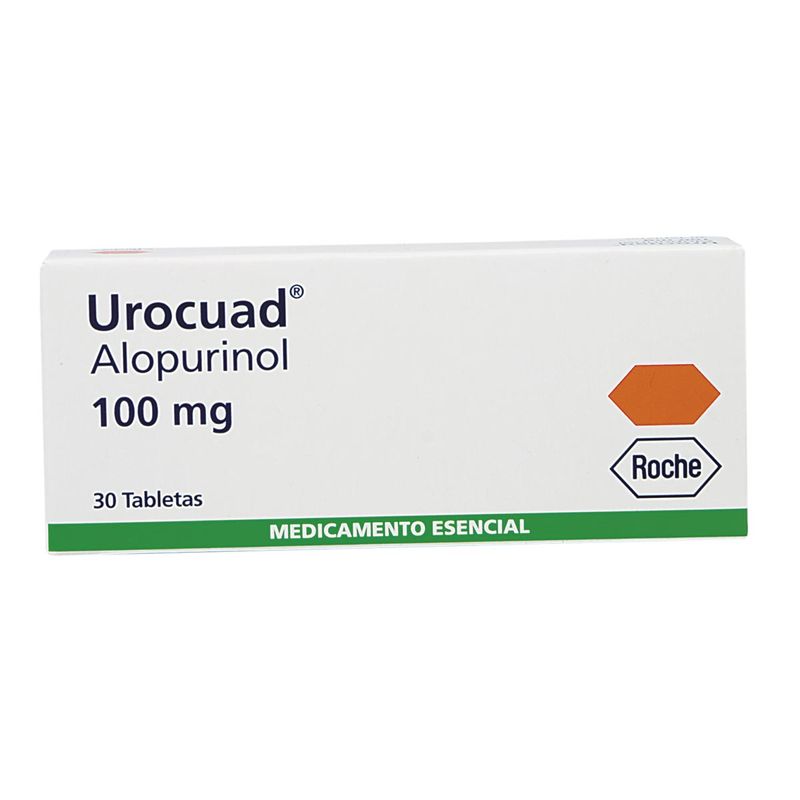 Urocuad®
Alopurinol
100 mg
Roche
30 Tabletas
MEDICAMENTO ESENCIAL